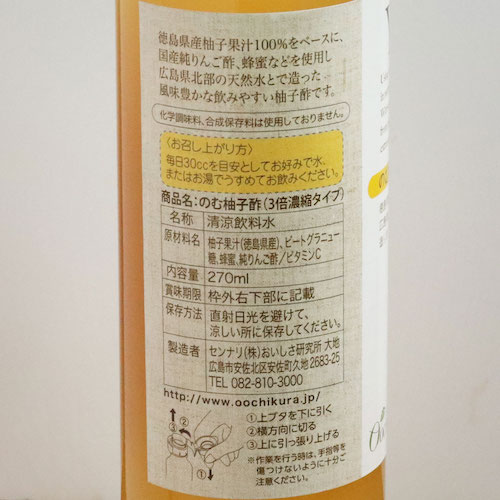 徳島県産柚子果汁100%をベースに、
国産純りんご酢、蜂蜜などを使用し
広島県北部の天然水とで造った
風味豊かな飲みやすい柚子酢です。
化学調味料、合成保存料は使用しておりません。
〈お召し上がり方〉
毎日30ccを目安としてお好みで水、
またはお湯でうすめてお飲みください。
商品名:のむ柚子酢(3倍濃縮タイプ)
名称 清涼飲料水
原材料名 柚子果汁(徳島県産)、ビートグラニュー
糖、蜂蜜、純りんご酢/ビタミンC
内容量 270ml
賞味期限 枠外右下部に記載
保存方法 直射日光を避けて、
涼しい所に保存してください。
製造者 センナリ(株)おいしさ研究所 大地
広島市安佐北区安佐町久地2683-25
TEL 082-810-3000
http://www.oochikura.jp/
①上ブタを下に引く
②横方向に切る
③上に引っ張り上げる
※作業を行う時は、手指等を
傷つけないように十分ご
注意ください。
①
②
③